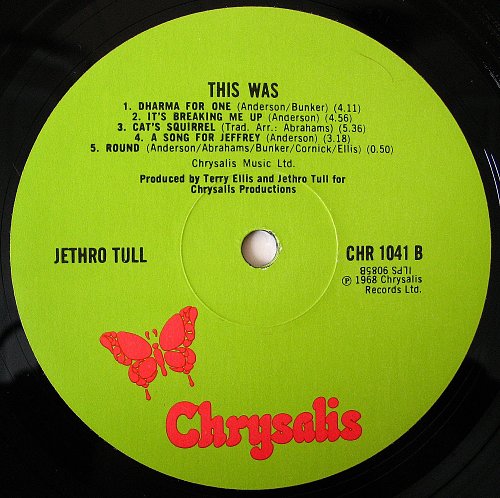 THIS WAS
1. DHARMA FOR ONE (Anderson/Bunker) (4.11)
2. IT'S BREAKING ME UP (Anderson) (4.56)
3. CAT'S SQUIRREL (Trad. Arr.: Abrahams) (5.36)
4. A SONG FOR JEFFREY (Anderson) (3.18)
5. ROUND (Anderson/Abrahams/Bunker/Cornick/Ellis) (0.50)
Chrysalis Music Ltd.
Produced by Terry Ellis and Jethro Tull for
Chrysalis Productions
JETHRO TULL
CHR 1041 B
ILPS 9085B
℗ 1968 Chrysalis
Records Ltd.
Chrysalis